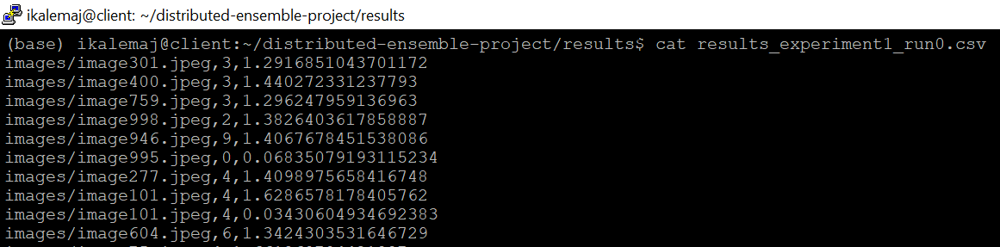 ikalemaj@client: ~/distributed-ensemble-project/results
(base) ikalemaj@client:~/distributed-ensemble-project/results$ cat results_experiment1_run0.csv
images/image301.jpeg,3,1.2916851043701172
images/image400.jpeg,3,1.440272331237793
images/image759.jpeg,3,1.296247959136963
images/image998.jpeg,2,1.3826403617858887
images/image946.jpeg,9,1.4067678451538086
images/image995.jpeg,0,0.06835079193115234
images/image277.jpeg,4,1.4098975658416748
images/image101.jpeg,4,1.6286578178405762
images/image101.jpeg,4,0.03430604934692383
images/image604.jpeg,6,1.3424303531646729